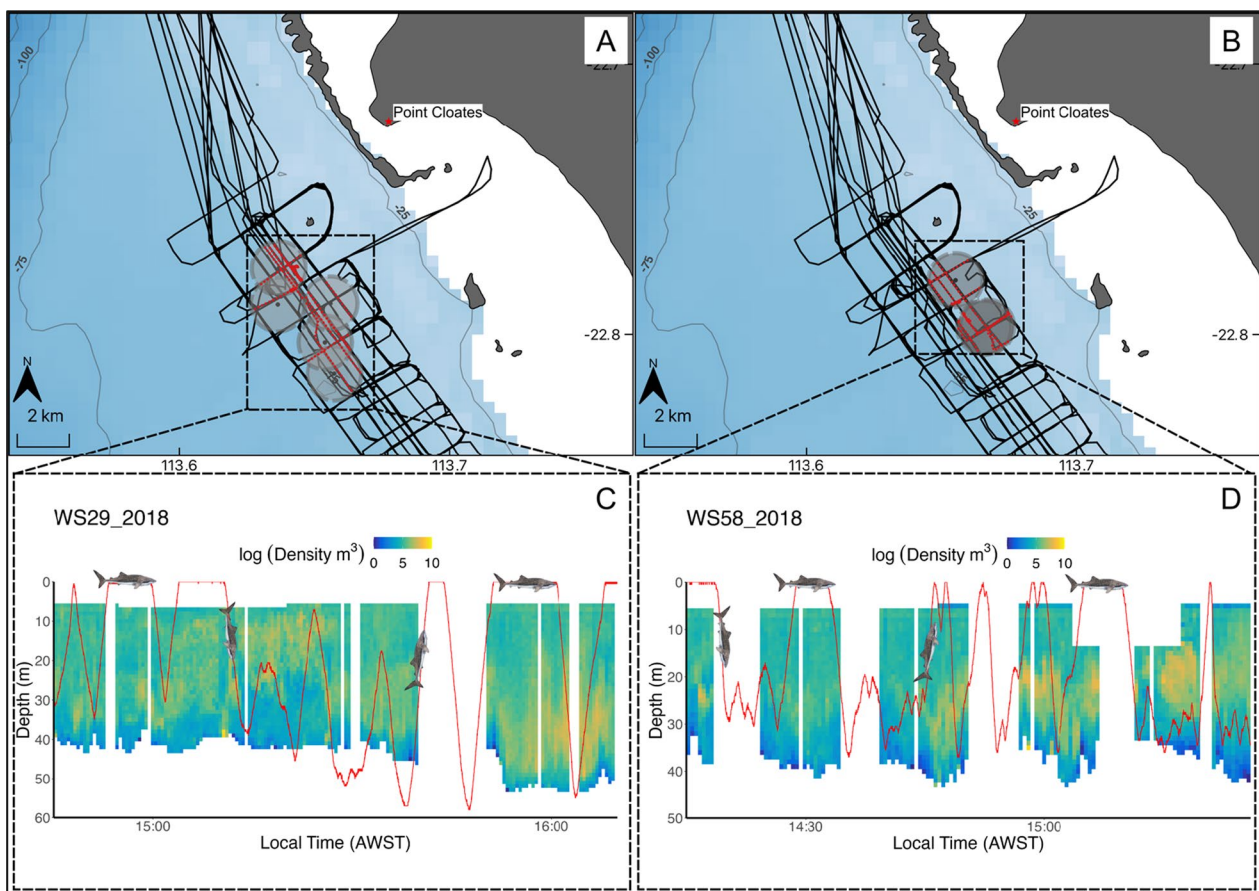 A
-100
-22.7
Point Cloates
-25
-75
-22.8
N
2 km
113.6
113.7
B
-100
-22.7
Point Cloates
-25
-75
-22.8
N
2 km
113.6
113.7
C
WS29_2018
log (Density m³)
0 5 10
0
10
20
30
40
50
60
Depth (m)
15:00
16:00
Local Time (AWST)
D
WS58_2018
log (Density m³)
0 5 10
0
10
20
30
40
50
Depth (m)
14:30
15:00
Local Time (AWST)